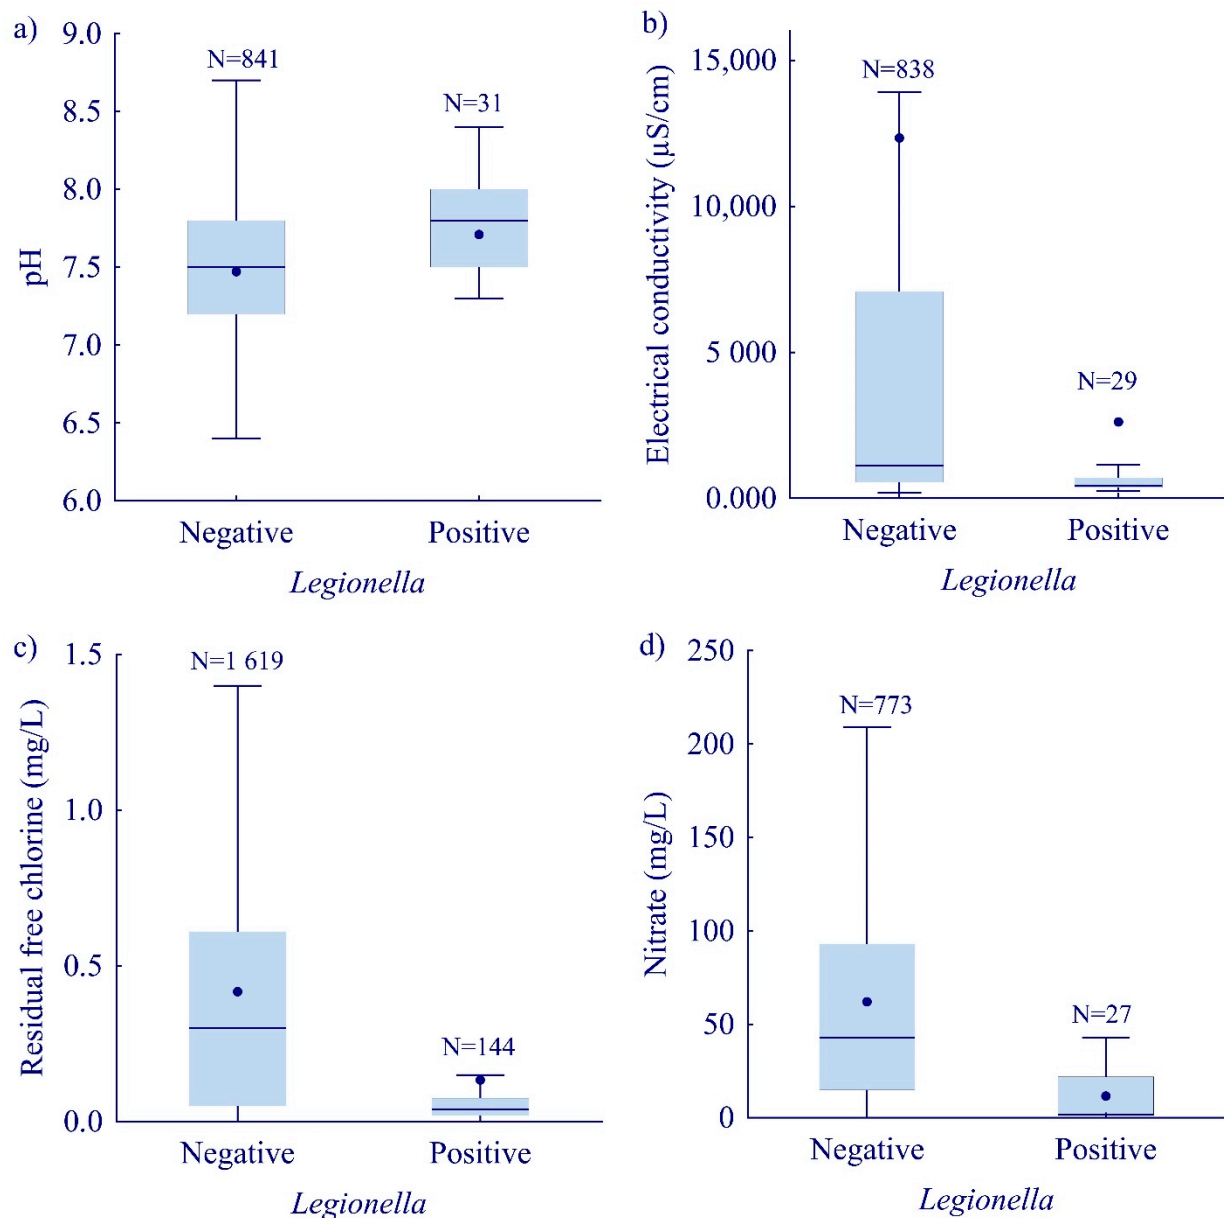 a)
9.0
8.5
8.0
7.5
7.0
6.5
6.0
pH
N=841
N=31
Negative
Positive
Legionella
b)
15,000
10,000
5 000
0.000
Electrical conductivity (µS/cm)
N=838
N=29
Negative
Positive
Legionella
c)
1.5
1.0
0.5
0.0
Residual free chlorine (mg/L)
N=1 619
N=144
Negative
Positive
Legionella
d)
250
200
150
100
50
0
Nitrate (mg/L)
N=773
N=27
Negative
Positive
Legionella